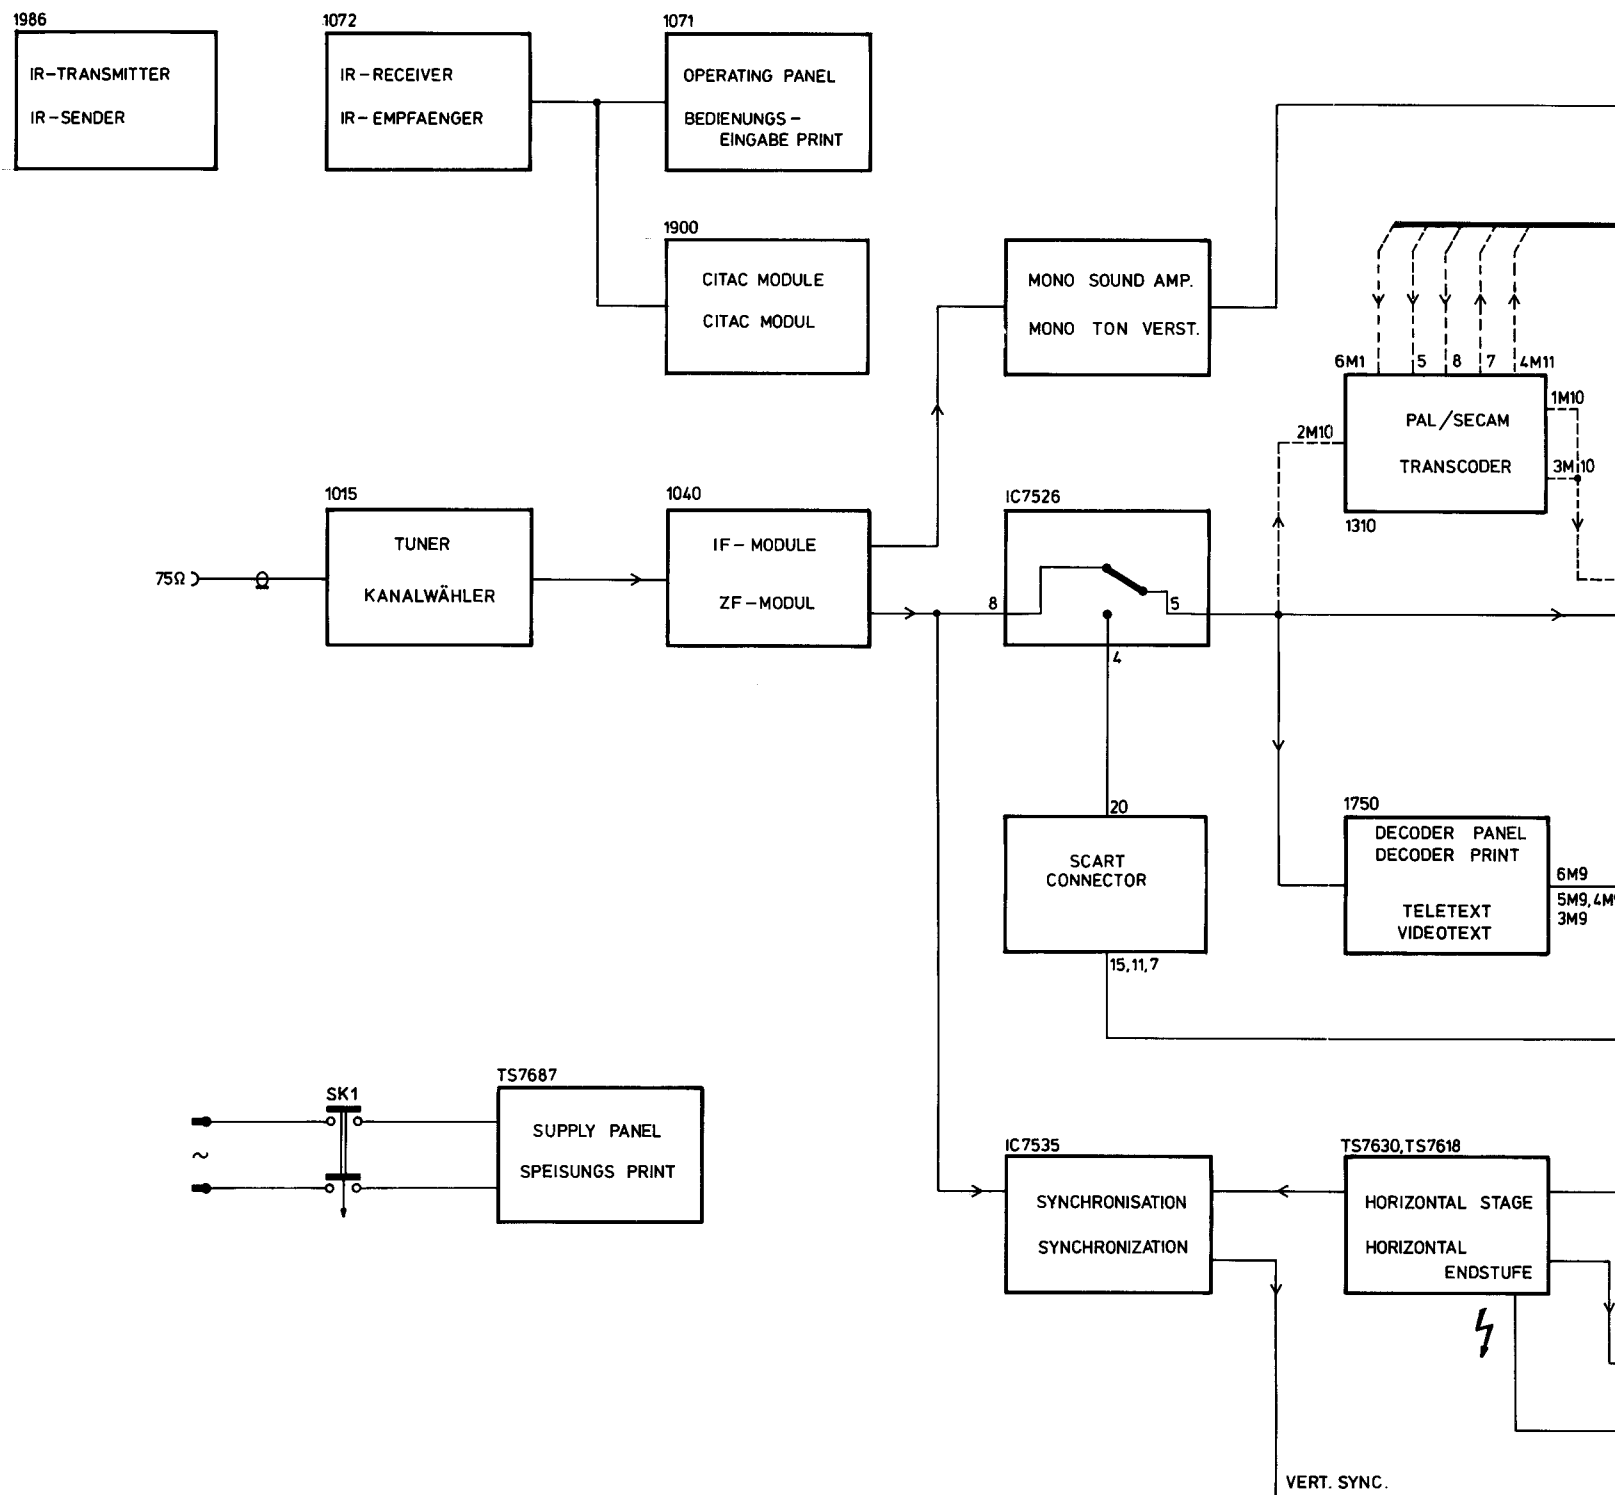 1986
IR-TRANSMITTER
IR-SENDER
1072
IR-RECEIVER
IR-EMPFAENGER
1071
OPERATING PANEL
BEDIENUNGS-
EINGABE PRINT
1900
CITAC MODULE
CITAC MODUL
MONO SOUND AMP.
MONO TON VERST.
6M1
5
8
7
4M11
1M10
2M10
PAL/SECAM
TRANSCODER
3M10
1310
1015
TUNER
KANALWÄHLER
75Ω
1040
IF-MODULE
ZF-MODUL
IC7526
8
5
4
20
SCART
CONNECTOR
15,11,7
1750
DECODER PANEL
DECODER PRINT
TELETEXT
VIDEOTEXT
6M9
5M9,4M9
3M9
SK1
~
TS7687
SUPPLY PANEL
SPEISUNGS PRINT
IC7535
SYNCHRONISATION
SYNCHRONIZATION
TS7630,TS7618
HORIZONTAL STAGE
HORIZONTAL
ENDSTUFE
VERT. SYNC.